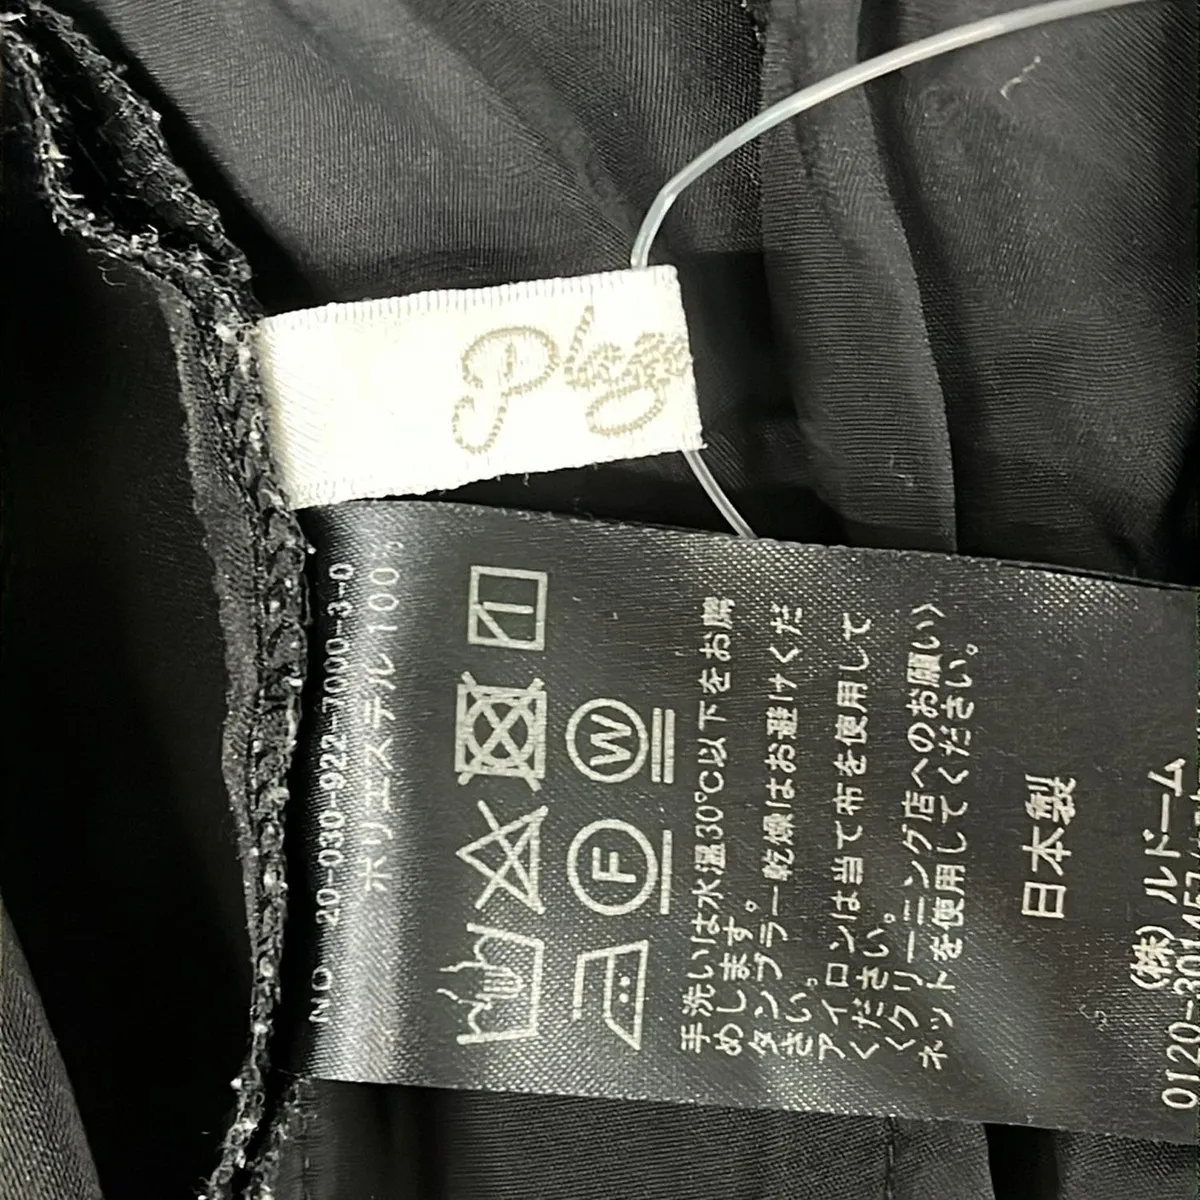 Plage
NO 20-030-922-7000-3-0
ポリエステル100%
W
F
手洗いは水温30℃以下をお勧
めします。
タンブラー乾燥はお避けくだ
さい。
アイロンは当て布を使用して
ください。
〈クリーニング店へのお願い〉
ネットを使用してください。
日本製
(株)ルドーム
0120-301-457